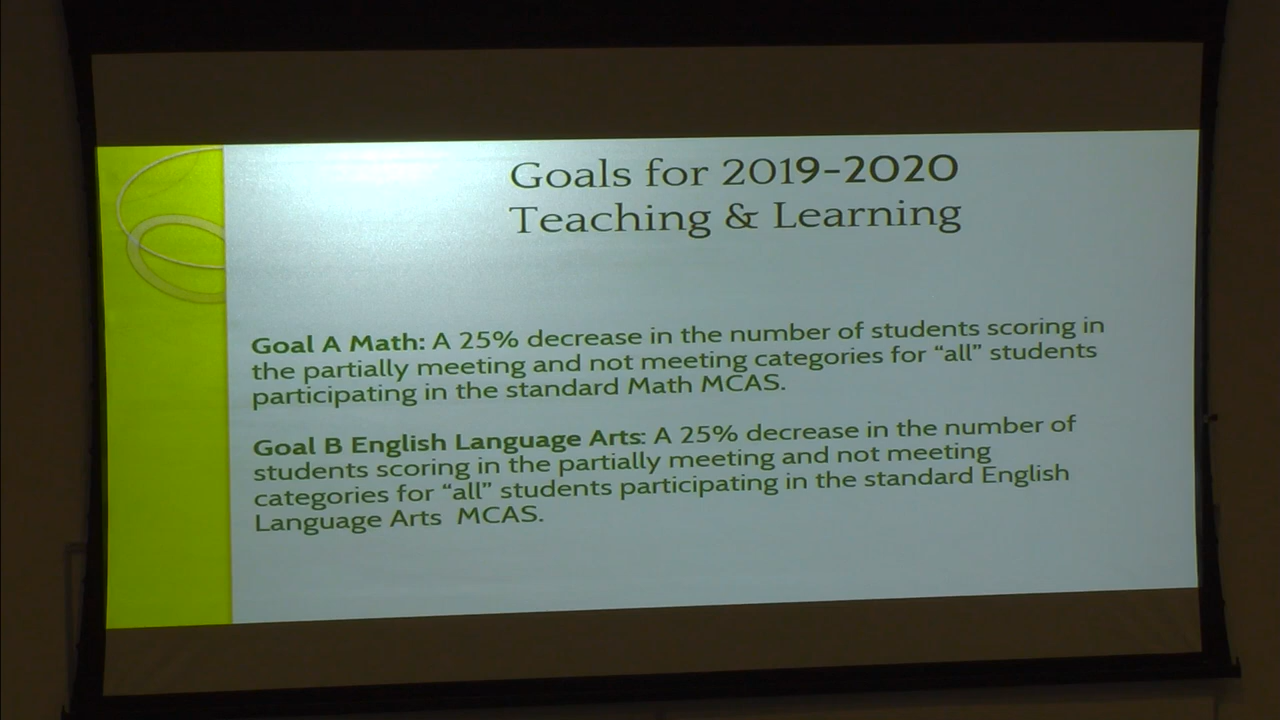 Goals for 2019-2020
Teaching & Learning
Goal A Math: A 25% decrease in the number of students scoring in
the partially meeting and not meeting categories for “all” students
participating in the standard Math MCAS.
Goal B English Language Arts: A 25% decrease in the number of
students scoring in the partially meeting and not meeting
categories for “all” students participating in the standard English
Language Arts MCAS.